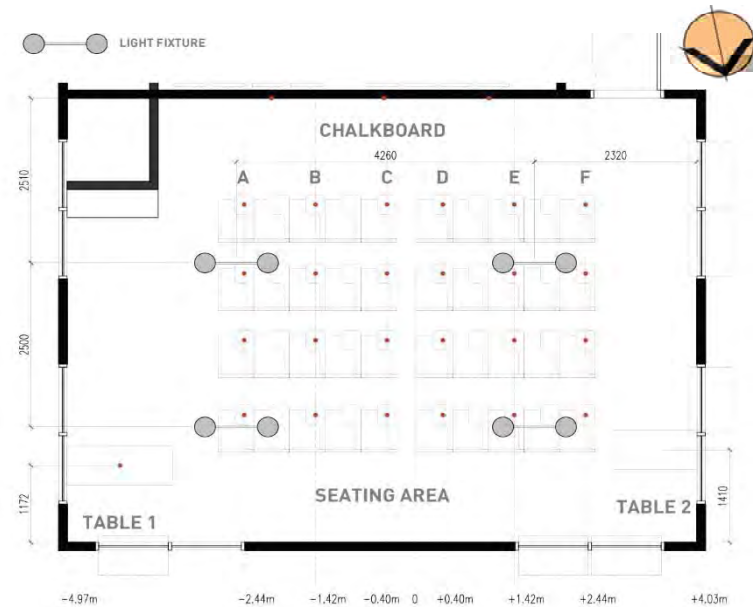 LIGHT FIXTURE
CHALKBOARD
4260
2320
A B C D E F
2510
2500
1172
1410
SEATING AREA
TABLE 1
TABLE 2
-4.97m -2.44m -1.42m -0.40m 0 +0.40m +1.42m +2.44m +4.03m